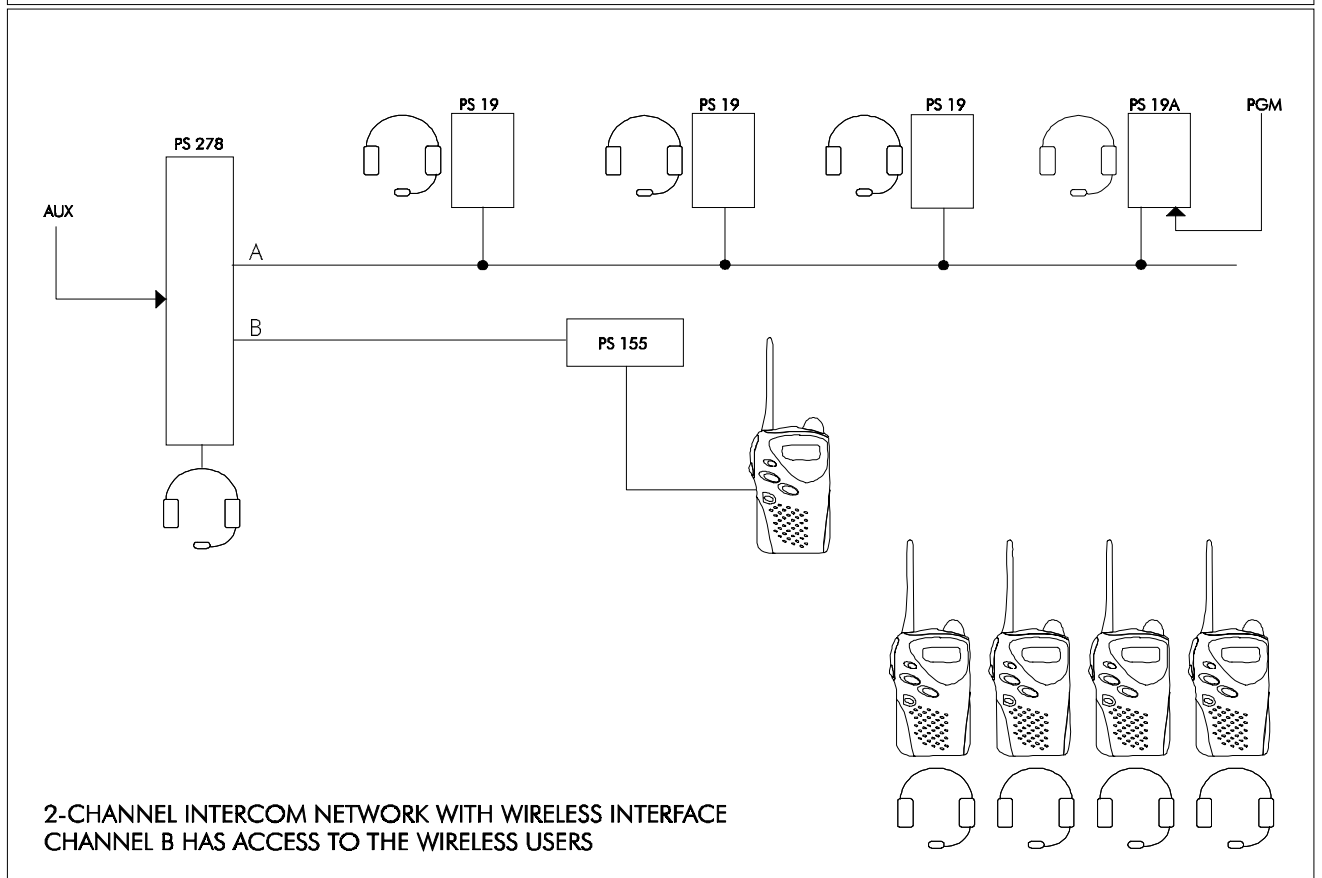 PS 19
PS 19
PS 19
PS 19A
PGM
PS 278
AUX
A
B
PS 155
2-CHANNEL INTERCOM NETWORK WITH WIRELESS INTERFACE
CHANNEL B HAS ACCESS TO THE WIRELESS USERS